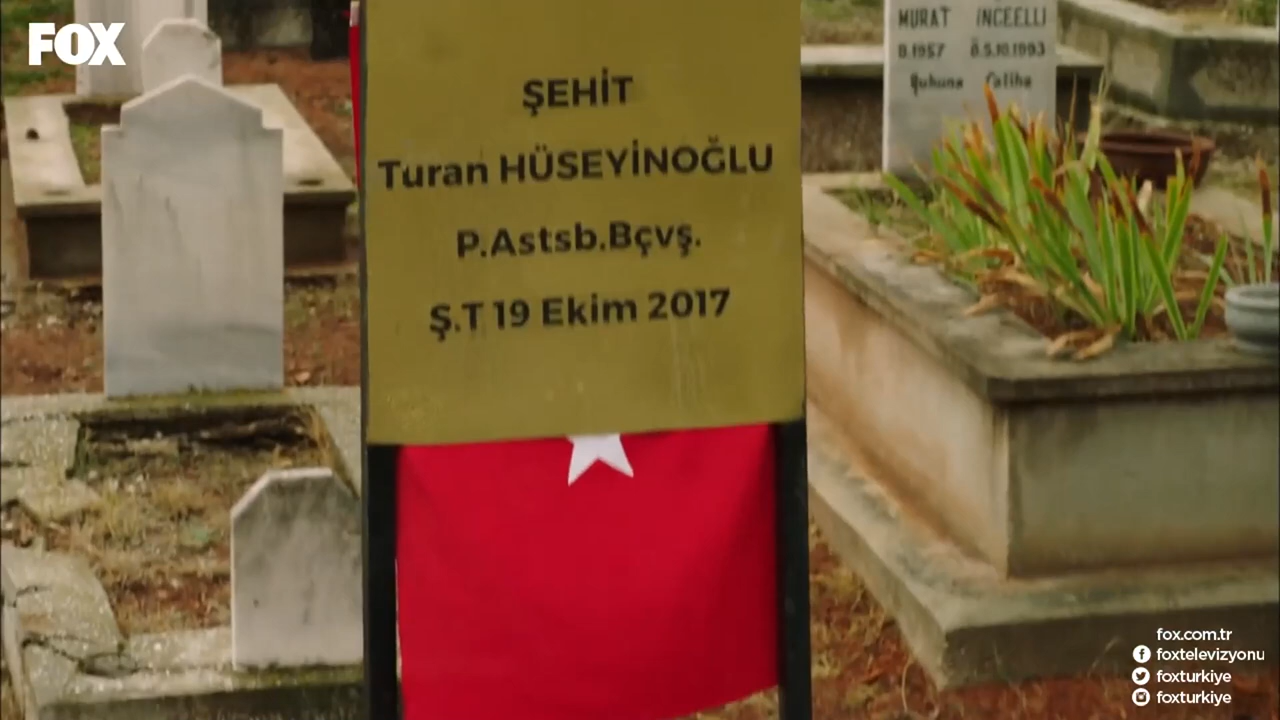 FOX
ŞEHİT
Turan HÜSEYİNOĞLU
P.Astsb.Bçvş.
Ş.T 19 Ekim 2017
MURAT İNCEELLİ
D.1957 Ö.5.10.1993
fox.com.tr
foxtelevizyonu
foxturkiye
foxturkiye